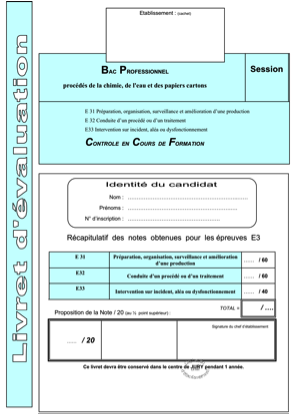 Livret d'évaluation
Etablissement : (cachet)
BAC PROFESSIONNEL
procédés de la chimie, de l'eau et des papiers cartons
Session
E 31 Préparation, organisation, surveillance et amélioration d'une production
E 32 Conduite d'un procédé ou d'un traitement
E33 Intervention sur incident, aléa ou dysfonctionnement
CONTROLE EN COURS DE FORMATION
Identité du candidat
Nom : ...................................................
Prénoms : ...................................................
N° d'inscription : .......................................
Récapitulatif des notes obtenues pour les épreuves E3
E 31 Préparation, organisation, surveillance et amélioration d'une production ..... / 60
E32 Conduite d'un procédé ou d'un traitement ..... / 60
E33 Intervention sur incident, aléa ou dysfonctionnement ..... / 40
TOTAL = / ....
Proposition de la Note / 20 (au ½ point supérieur) :
Signature du chef d'établissement
..... / 20
Ce livret devra être conservé dans le centre de JURY pendant 1 année.